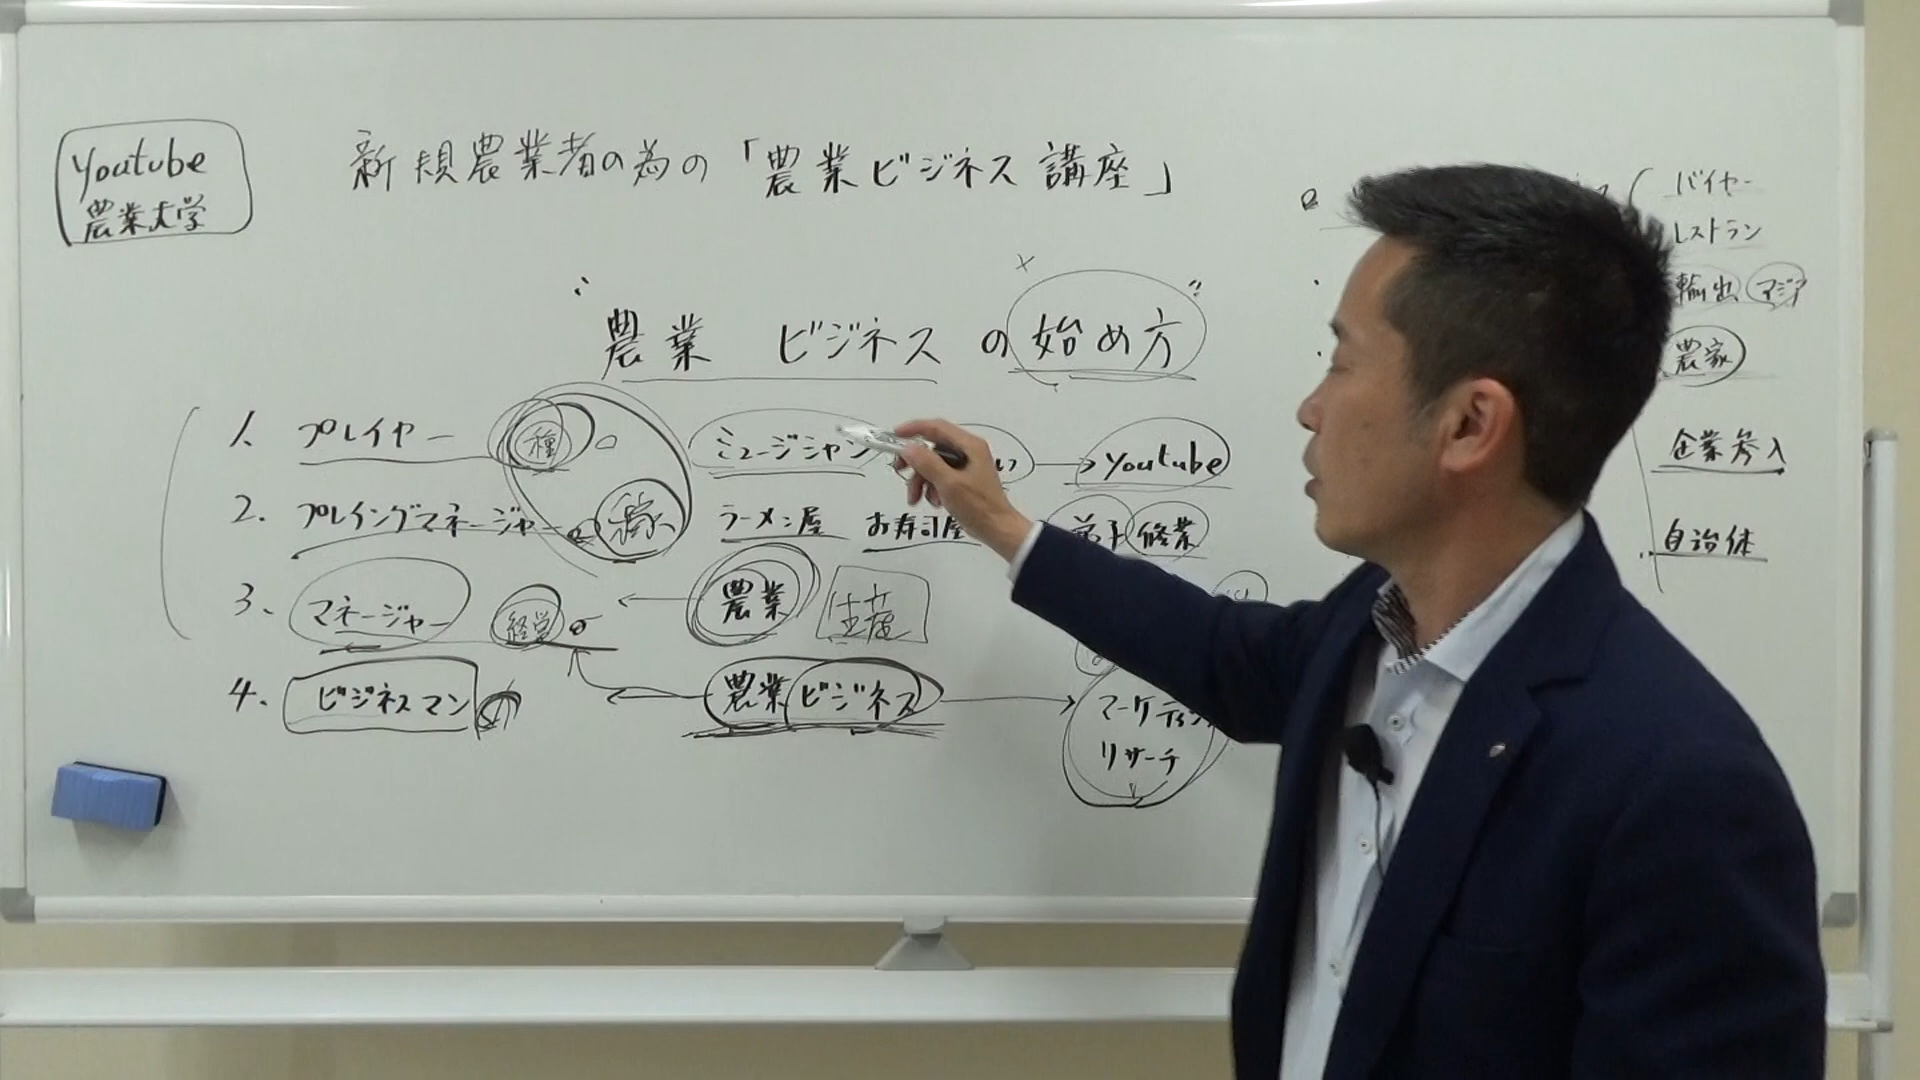 Youtube
農業大学
新規農業者の為の「農業ビジネス講座」
"農業 ビジネスの始め方"
1. プレイヤー 種
ミュージシャン い → Youtube
2. プレイングマネージャー 稼
ラーメン屋 お寿司屋 弟子 修業
3. マネージャー 経営 ← 農業 生産
4. ビジネスマン ← 農業ビジネス →
マーケティン
リサーチ
バイヤー
レストラン
輸出 アジア
農家
企業参入
自治体